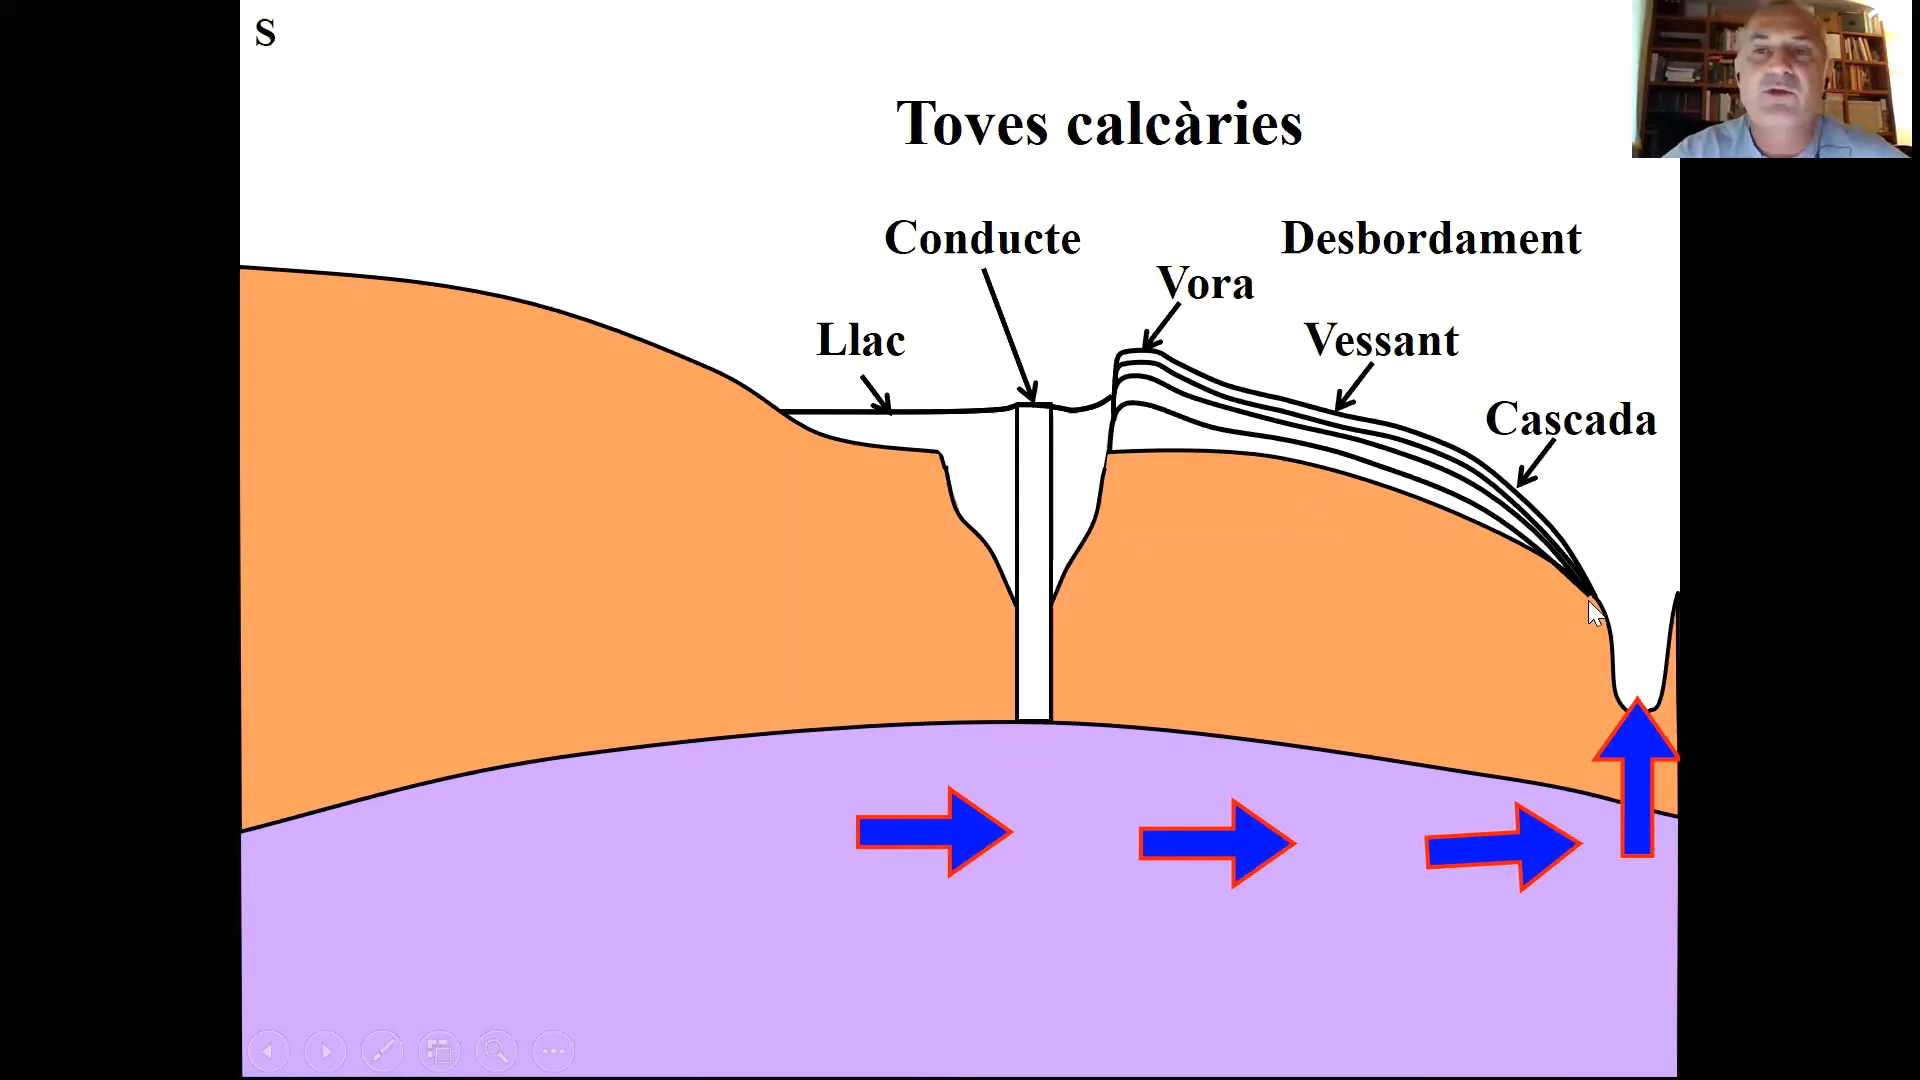 S
Toves calcàries
Conducte
Desbordament
Vora
Llac
Vessant
Cascada